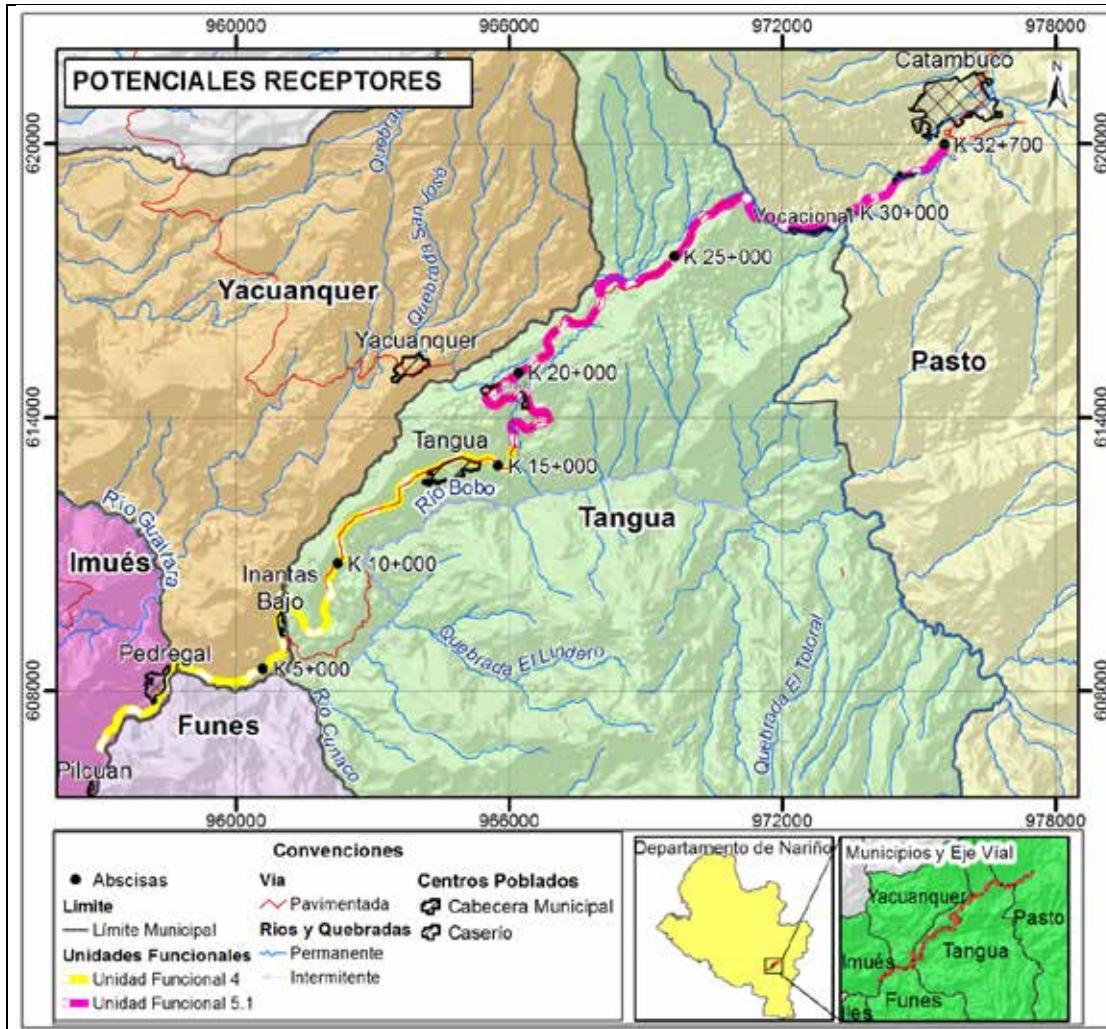 960000
966000
972000
978000
POTENCIALES RECEPTORES
Catambuco
N
620000
620000
K 32+700
Quebrada San José
Vocacional
K 30+000
K 25+000
Yacuanquer
Yacuanquer
Pasto
K 20+000
614000
614000
Tangua
K 15+000
Río Bobo
Tangua
Río Guáitara
Imués
K 10+000
Inantas
Bajo
Quebrada El Lindero
Quebrada El Totoral
Pedregal
K 5+000
608000
608000
Funes
Río Curiaco
Pilcuan
960000
966000
972000
978000
Convenciones
Abscisas
Límite
Límite Municipal
Unidades Funcionales
Unidad Funcional 4
Unidad Funcional 5.1
Vía
Pavimentada
Ríos y Quebradas
Permanente
Intermitente
Centros Poblados
Cabecera Municipal
Caserío
Departamento de Nariño
Municipios y Eje Vial
Yacuanquer
Pasto
Tangua
Imués
Funes
iles